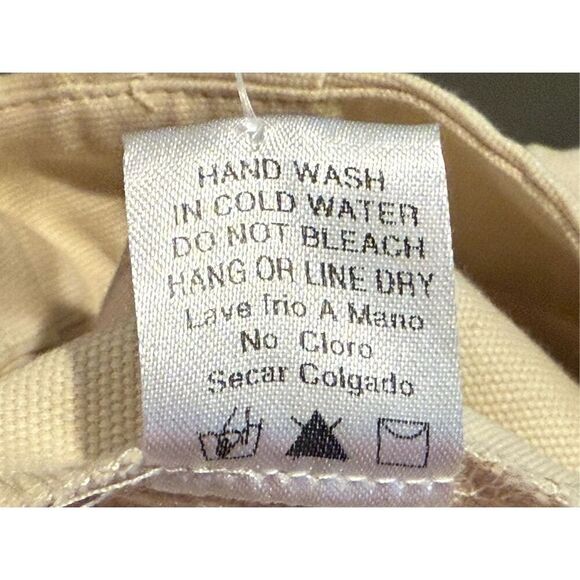 HAND WASH
IN COLD WATER
DO NOT BLEACH
HANG OR LINE DRY
Lave frio A Mano
No Cloro
Secar Colgado